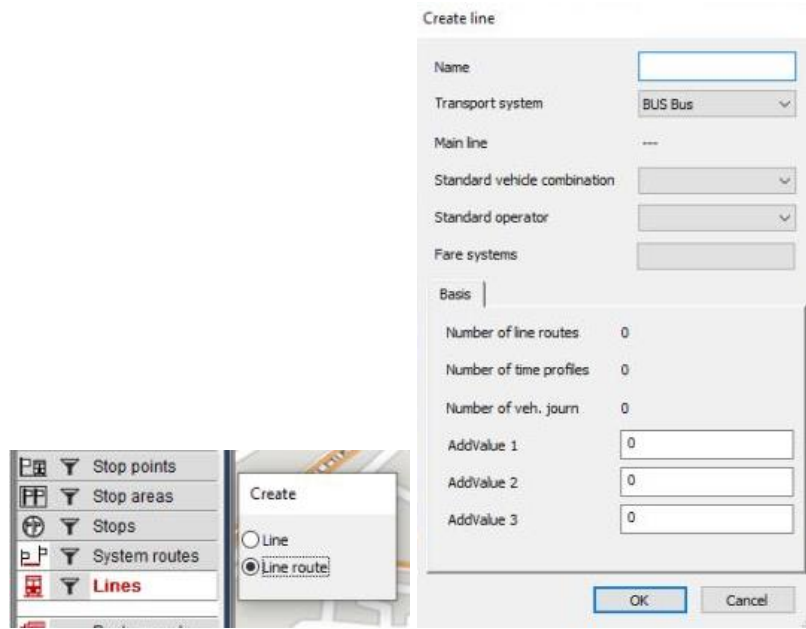 Stop points
Stop areas
Stops
System routes
Lines
Create
Line
Line route
Create line
Name
Transport system BUS Bus
Main line ---
Standard vehicle combination
Standard operator
Fare systems
Basis
Number of line routes 0
Number of time profiles 0
Number of veh. journ 0
AddValue 1 0
AddValue 2 0
AddValue 3 0
OK Cancel